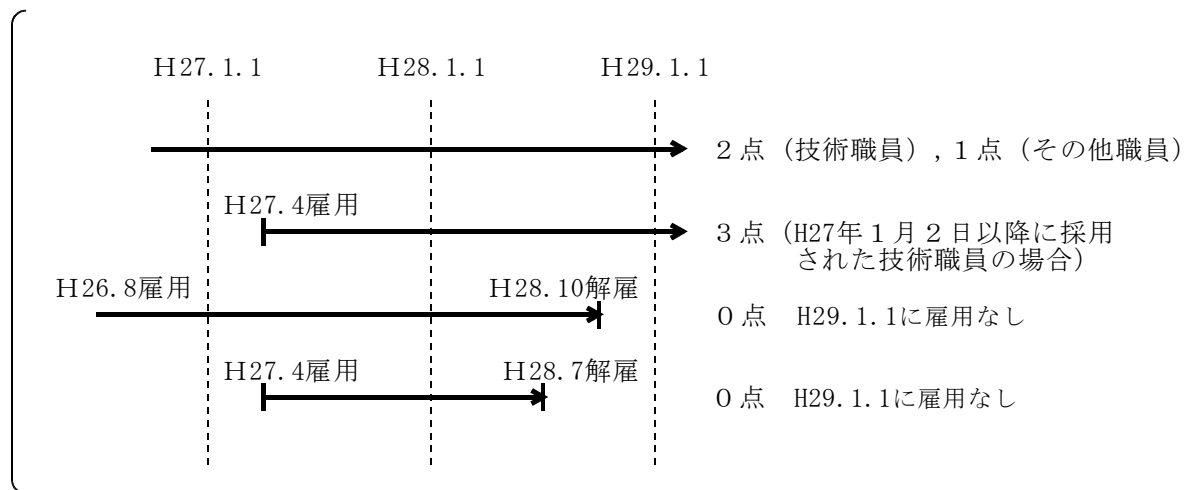 Ｈ27.1.1 Ｈ28.1.1 Ｈ29.1.1
２点（技術職員）,１点（その他職員）
Ｈ27.4雇用
３点（H27年１月２日以降に採用
された技術職員の場合）
Ｈ26.8雇用 Ｈ28.10解雇
０点 H29.1.1に雇用なし
Ｈ27.4雇用 Ｈ28.7解雇
０点 H29.1.1に雇用なし